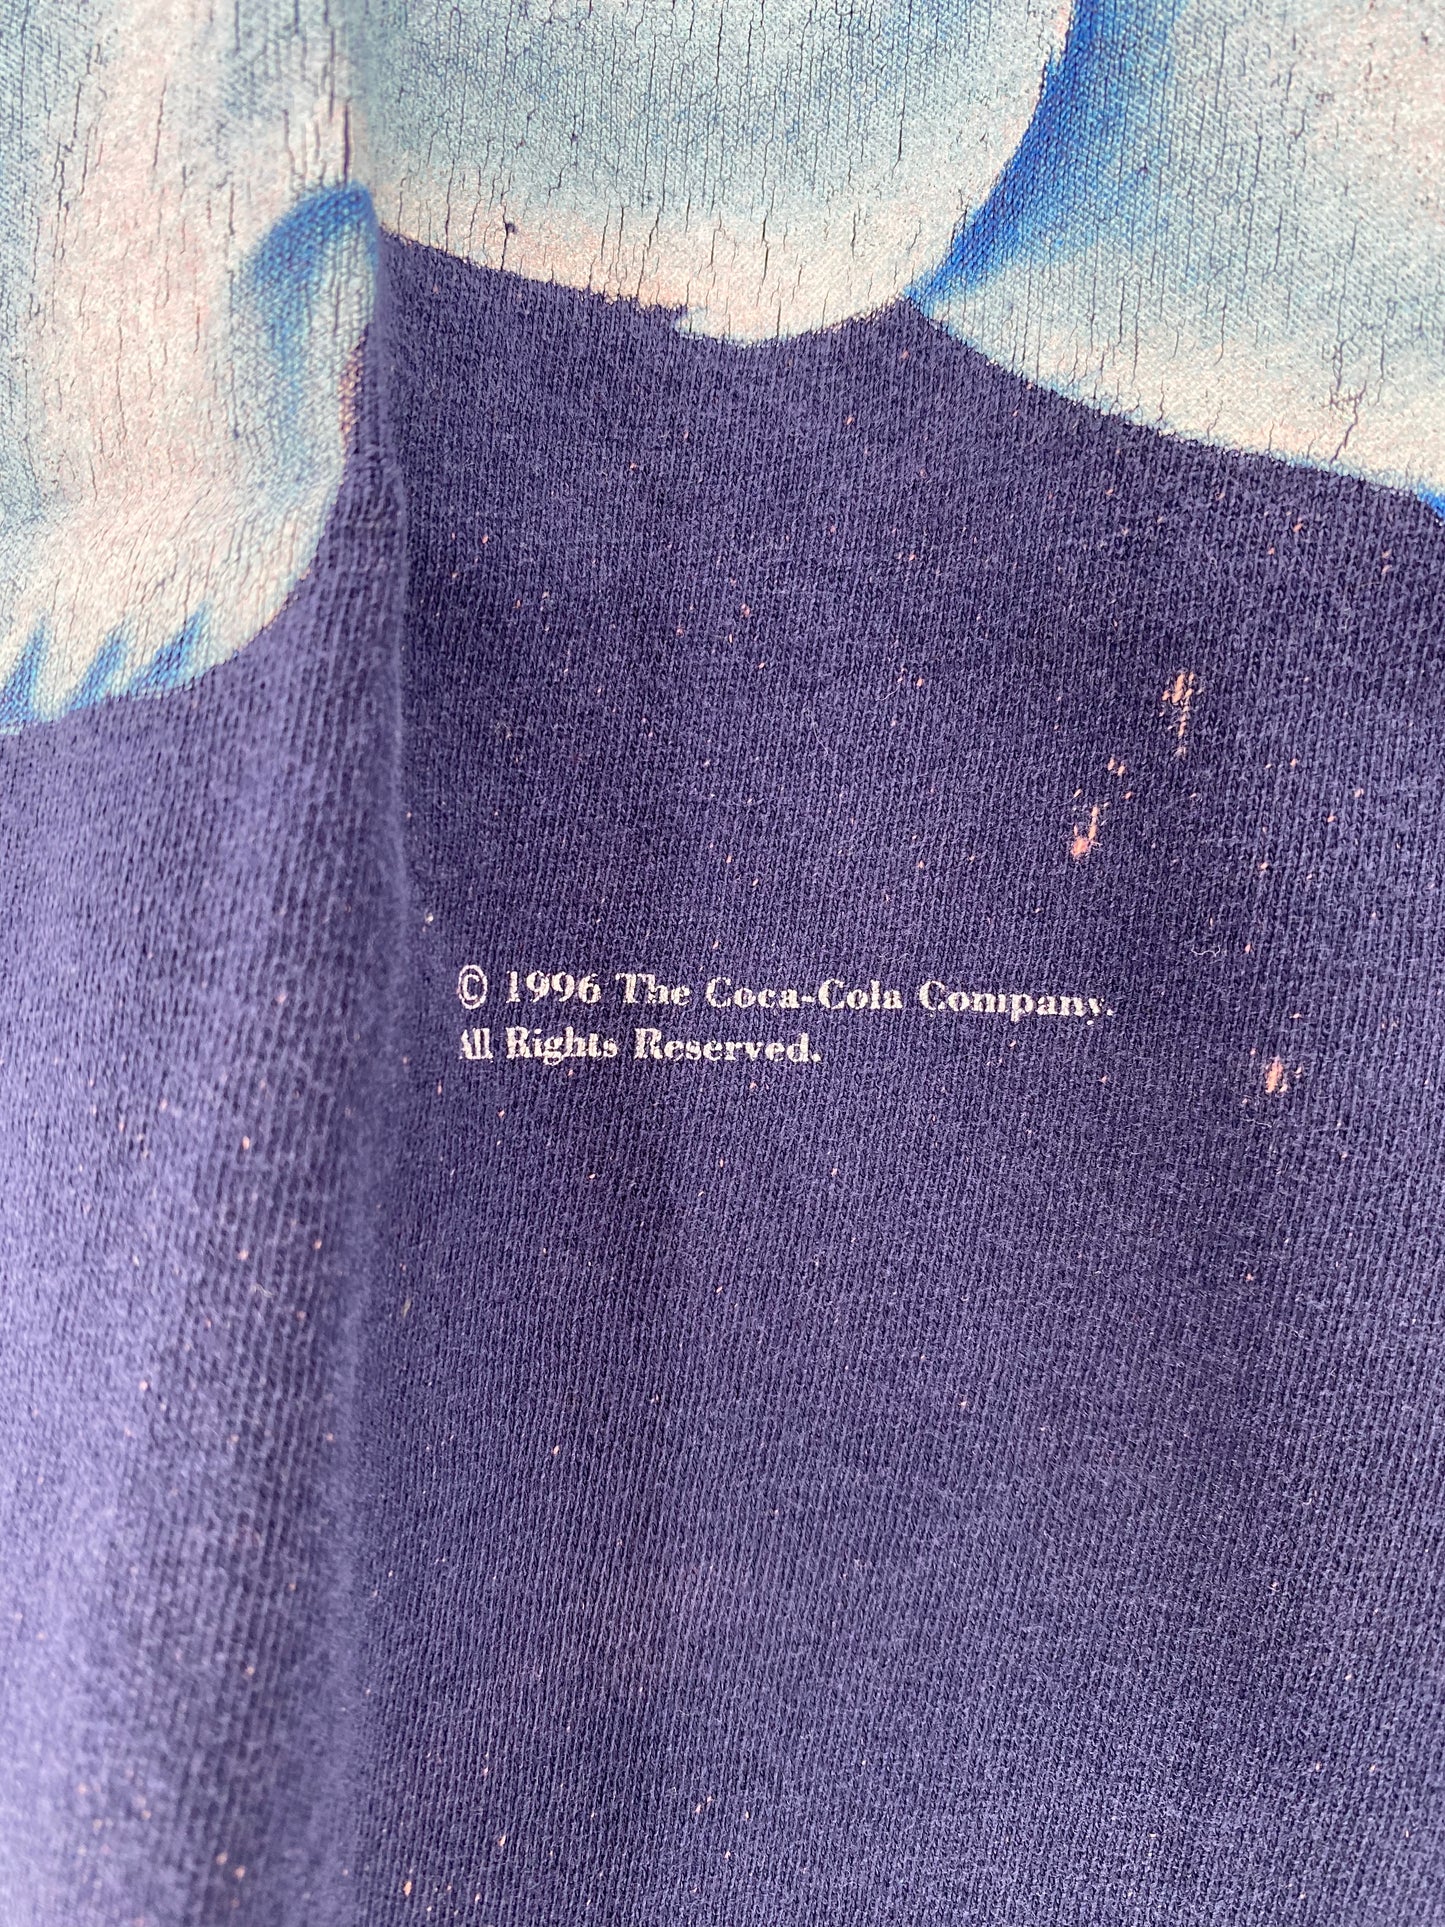 © 1996 The Coca-Cola Company.
All Rights Reserved.